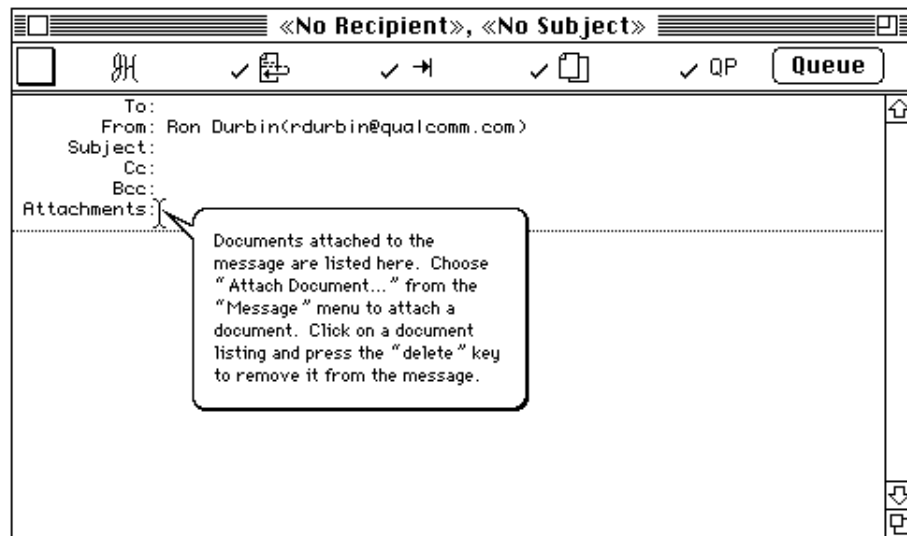 «No Recipient», «No Subject»
QP Queue
To:
From: Ron Durbin(rdurbin@qualcomm.com)
Subject:
Cc:
Bcc:
Attachments:
Documents attached to the
message are listed here. Choose
"Attach Document..." from the
"Message" menu to attach a
document. Click on a document
listing and press the "delete" key
to remove it from the message.